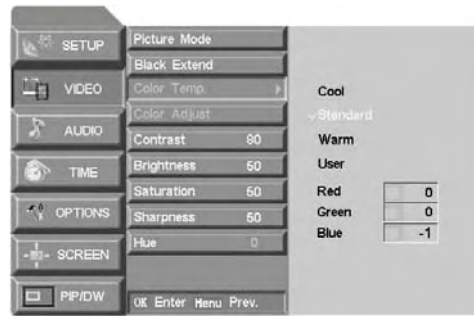 SETUP
VIDEO
AUDIO
TIME
OPTIONS
SCREEN
PIP/DW
Picture Mode
Black Extend
Color Temp.
Color Adjust
Contrast 80
Brightness 50
Saturation 60
Sharpness 50
Hue 0
OK Enter Menu Prev.
Cool
Standard
Warm
User
Red 0
Green 0
Blue -1